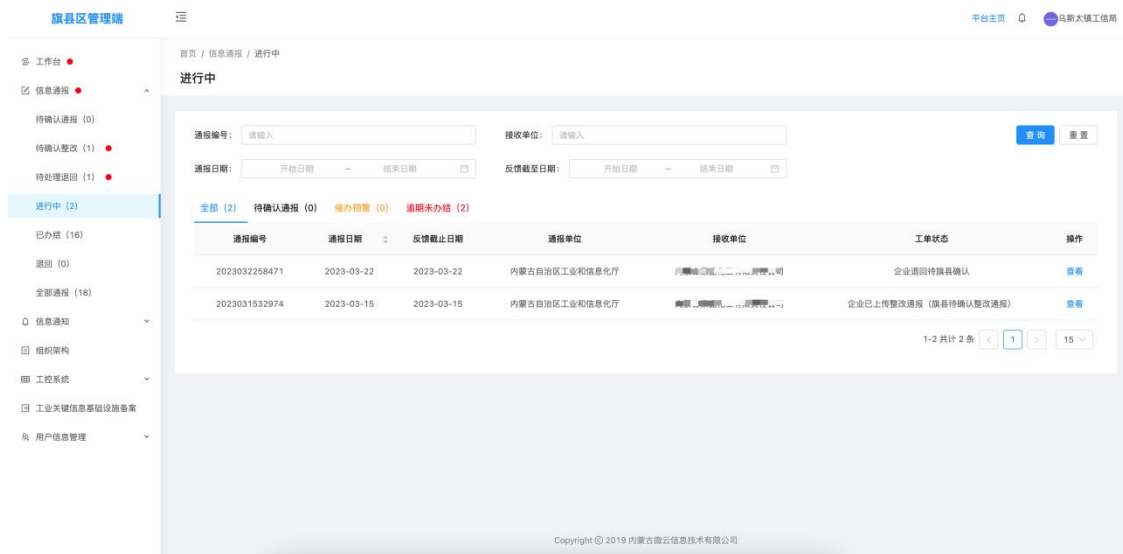 旗县区管理端
平台主页
乌斯太镇工信局
首页 / 信息通报 / 进行中
进行中
工作台
信息通报
待确认通报 (0)
待确认整改 (1)
待处理退回 (1)
进行中 (2)
已办结 (16)
退回 (0)
全部通报 (18)
信息通知
组织架构
工控系统
工业关键信息基础设施备案
用户信息管理
通报编号: 请输入 接收单位: 请输入 查 询 重 置
通报日期: 开始日期 ~ 结束日期 反馈截至日期: 开始日期 ~ 结束日期
全部 (2) 待确认通报 (0) 催办预警 (0) 逾期未办结 (2)
通报编号 通报日期 反馈截止日期 通报单位 接收单位 工单状态 操作
2023032258471 2023-03-22 2023-03-22 内蒙古自治区工业和信息化厅 企业退回待旗县确认 查看
2023031532974 2023-03-15 2023-03-15 内蒙古自治区工业和信息化厅 企业已上传整改通报 (旗县待确认整改通报) 查看
1-2 共计 2 条 < 1 > 15
Copyright © 2019 内蒙古微云信息技术有限公司